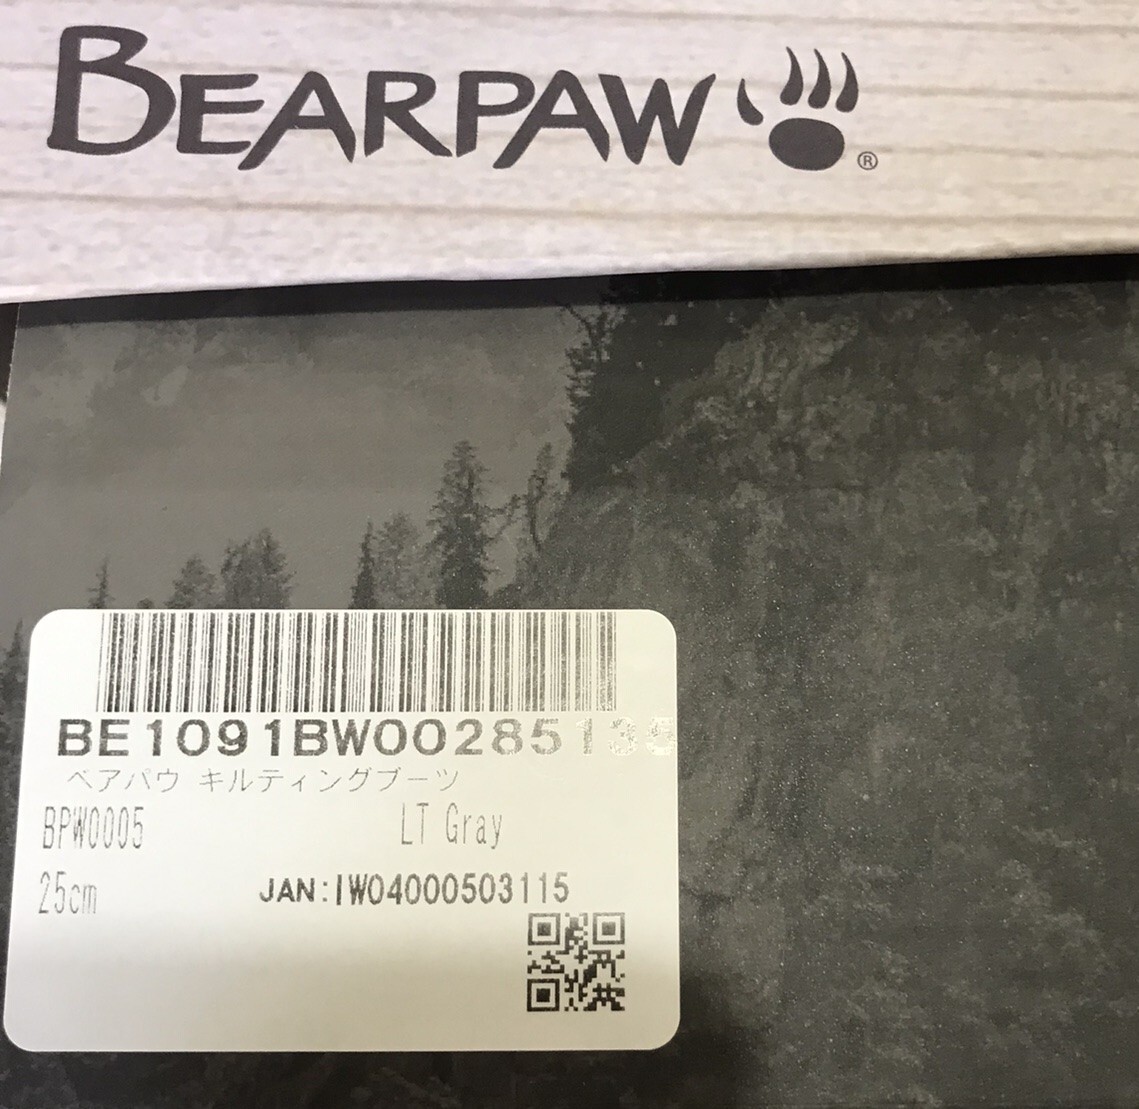 BEARPAW ®
BE1091BW00285135
ベアパウ キルティングブーツ
BPW0005 LT Gray
25cm JAN:IW04000503115